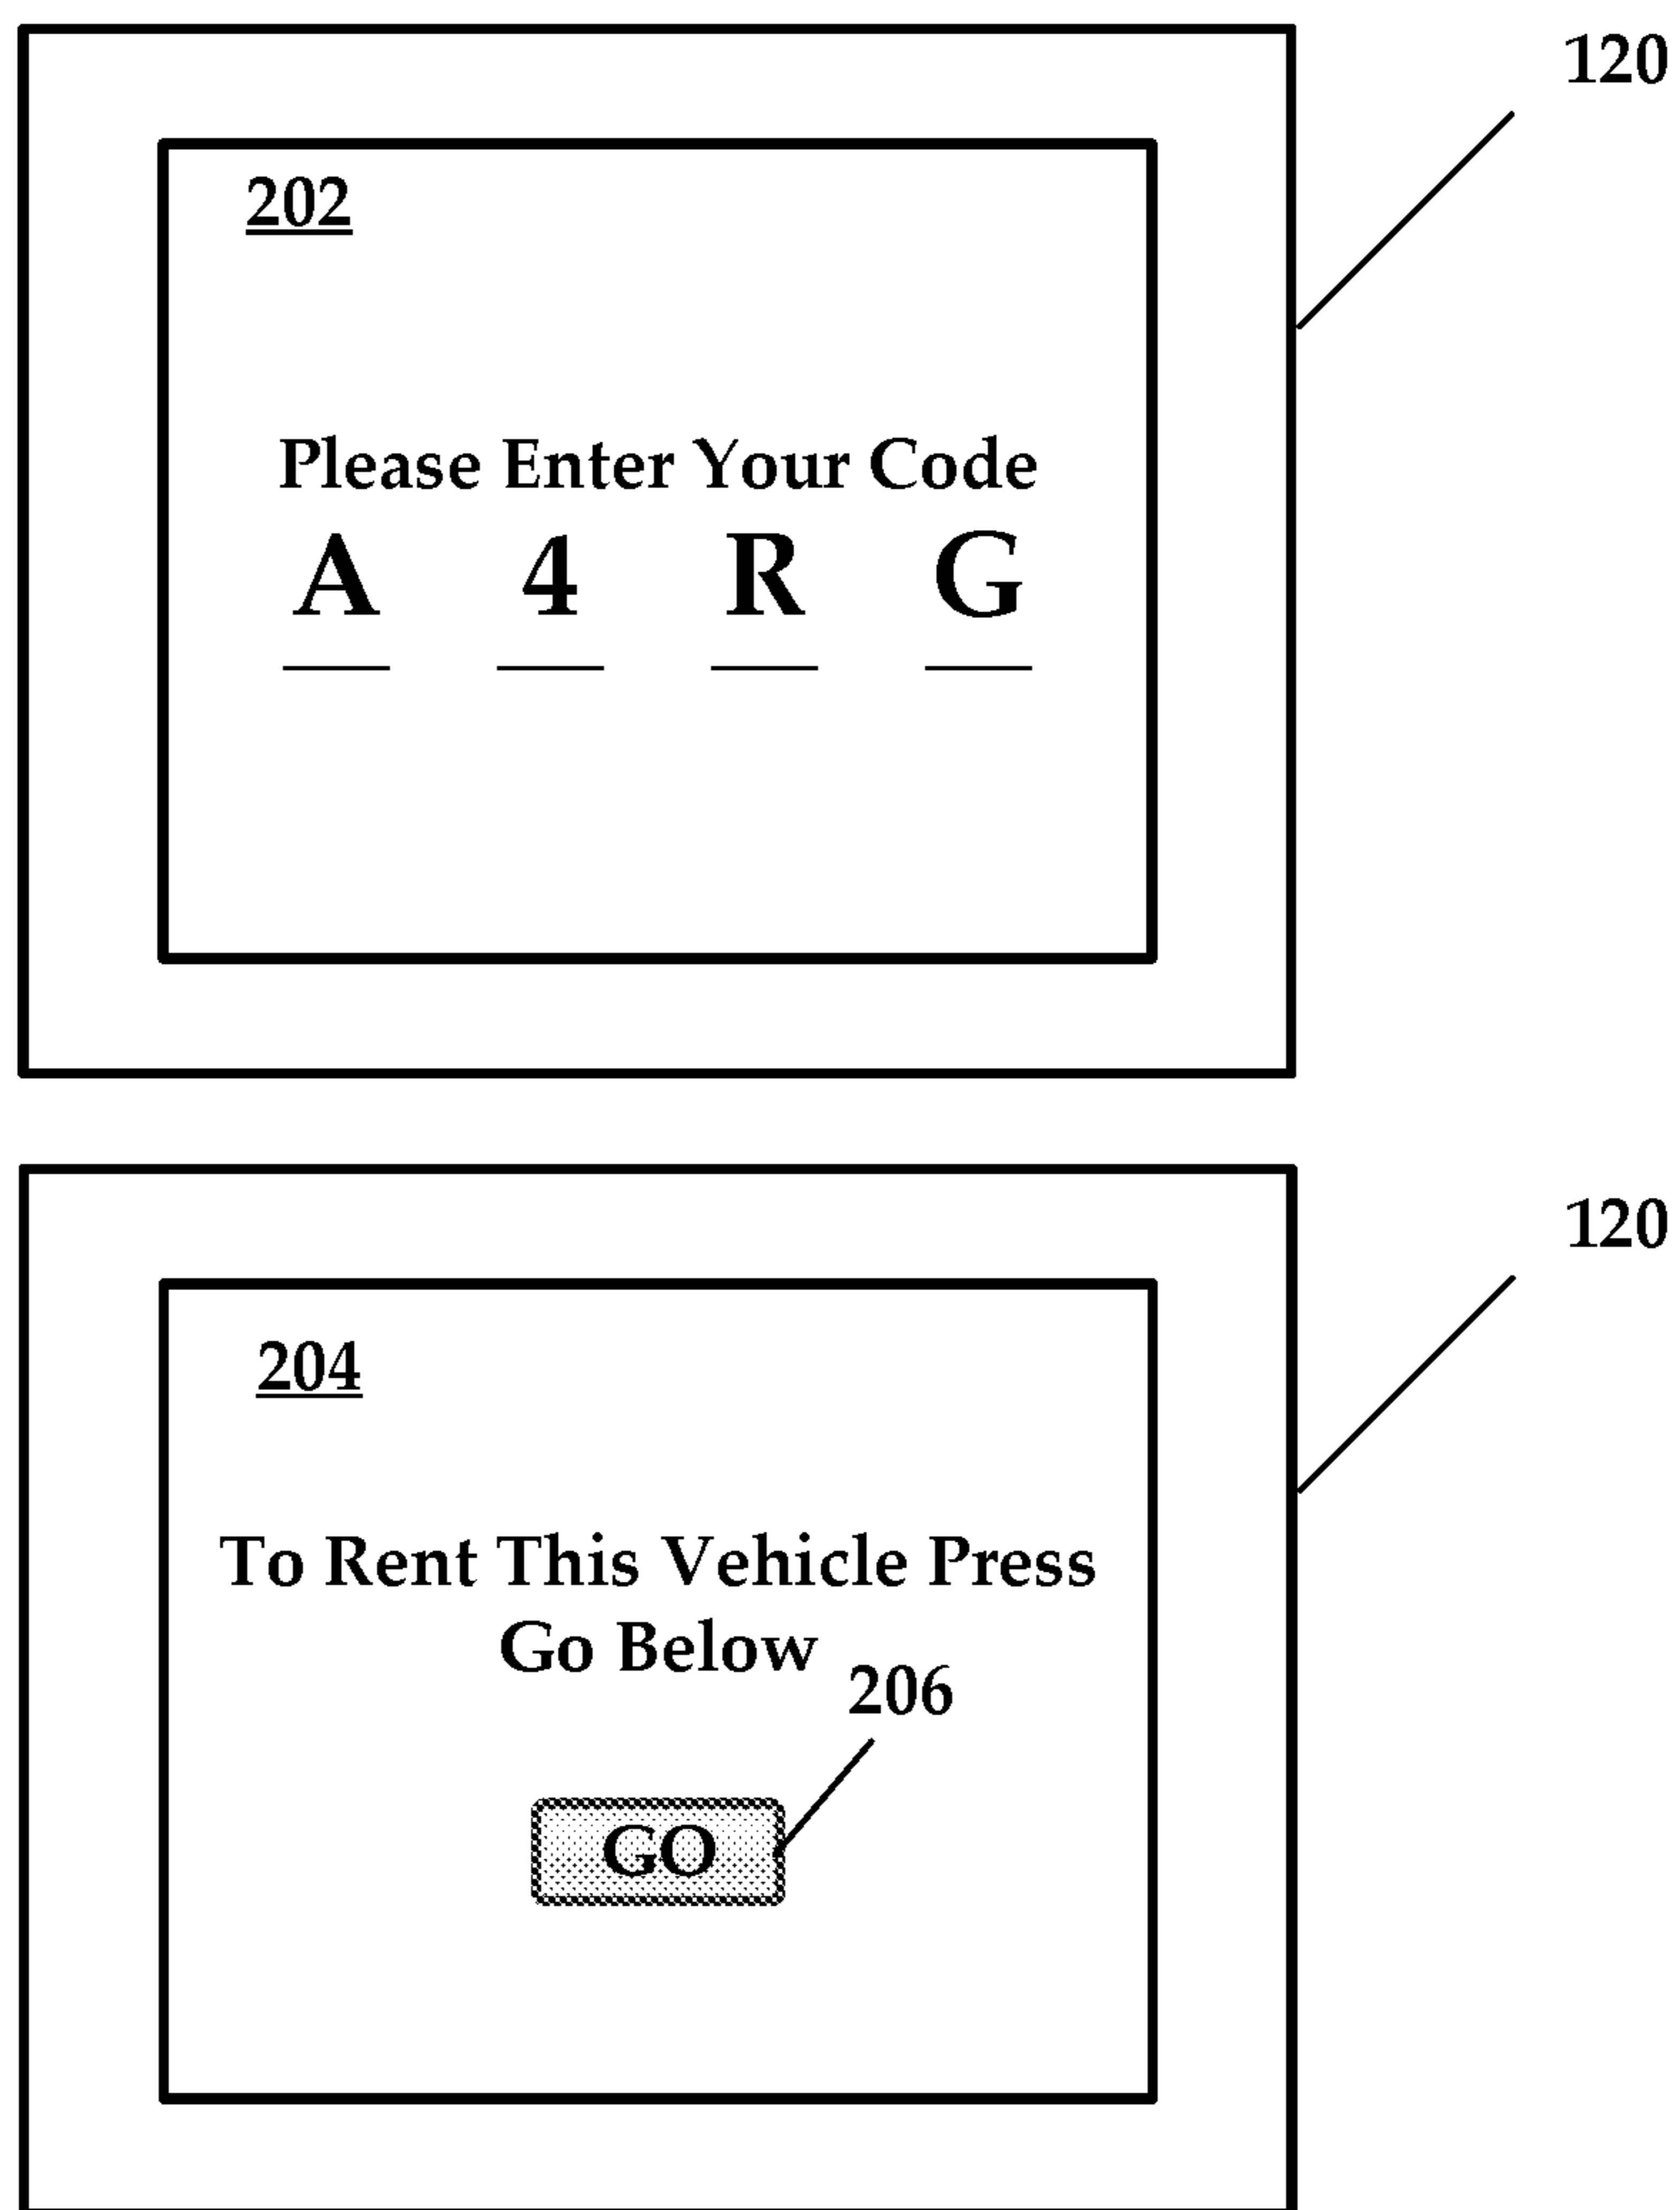 120
202
Please Enter Your Code
A 4 R G
120
204
To Rent This Vehicle Press
Go Below
206
GO